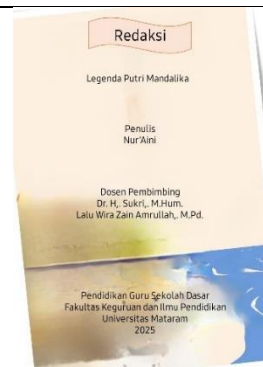 Redaksi
Legenda Putri Mandalika
Penulis
Nur'Aini
Dosen Pembimbing
Dr. H,. Sukri,. M.Hum.
Lalu Wira Zain Amrullah,. M.Pd.
Pendidikan Guru Sekolah Dasar
Fakultas Keguruan dan Ilmu Pendidikan
Universitas Mataram
2025